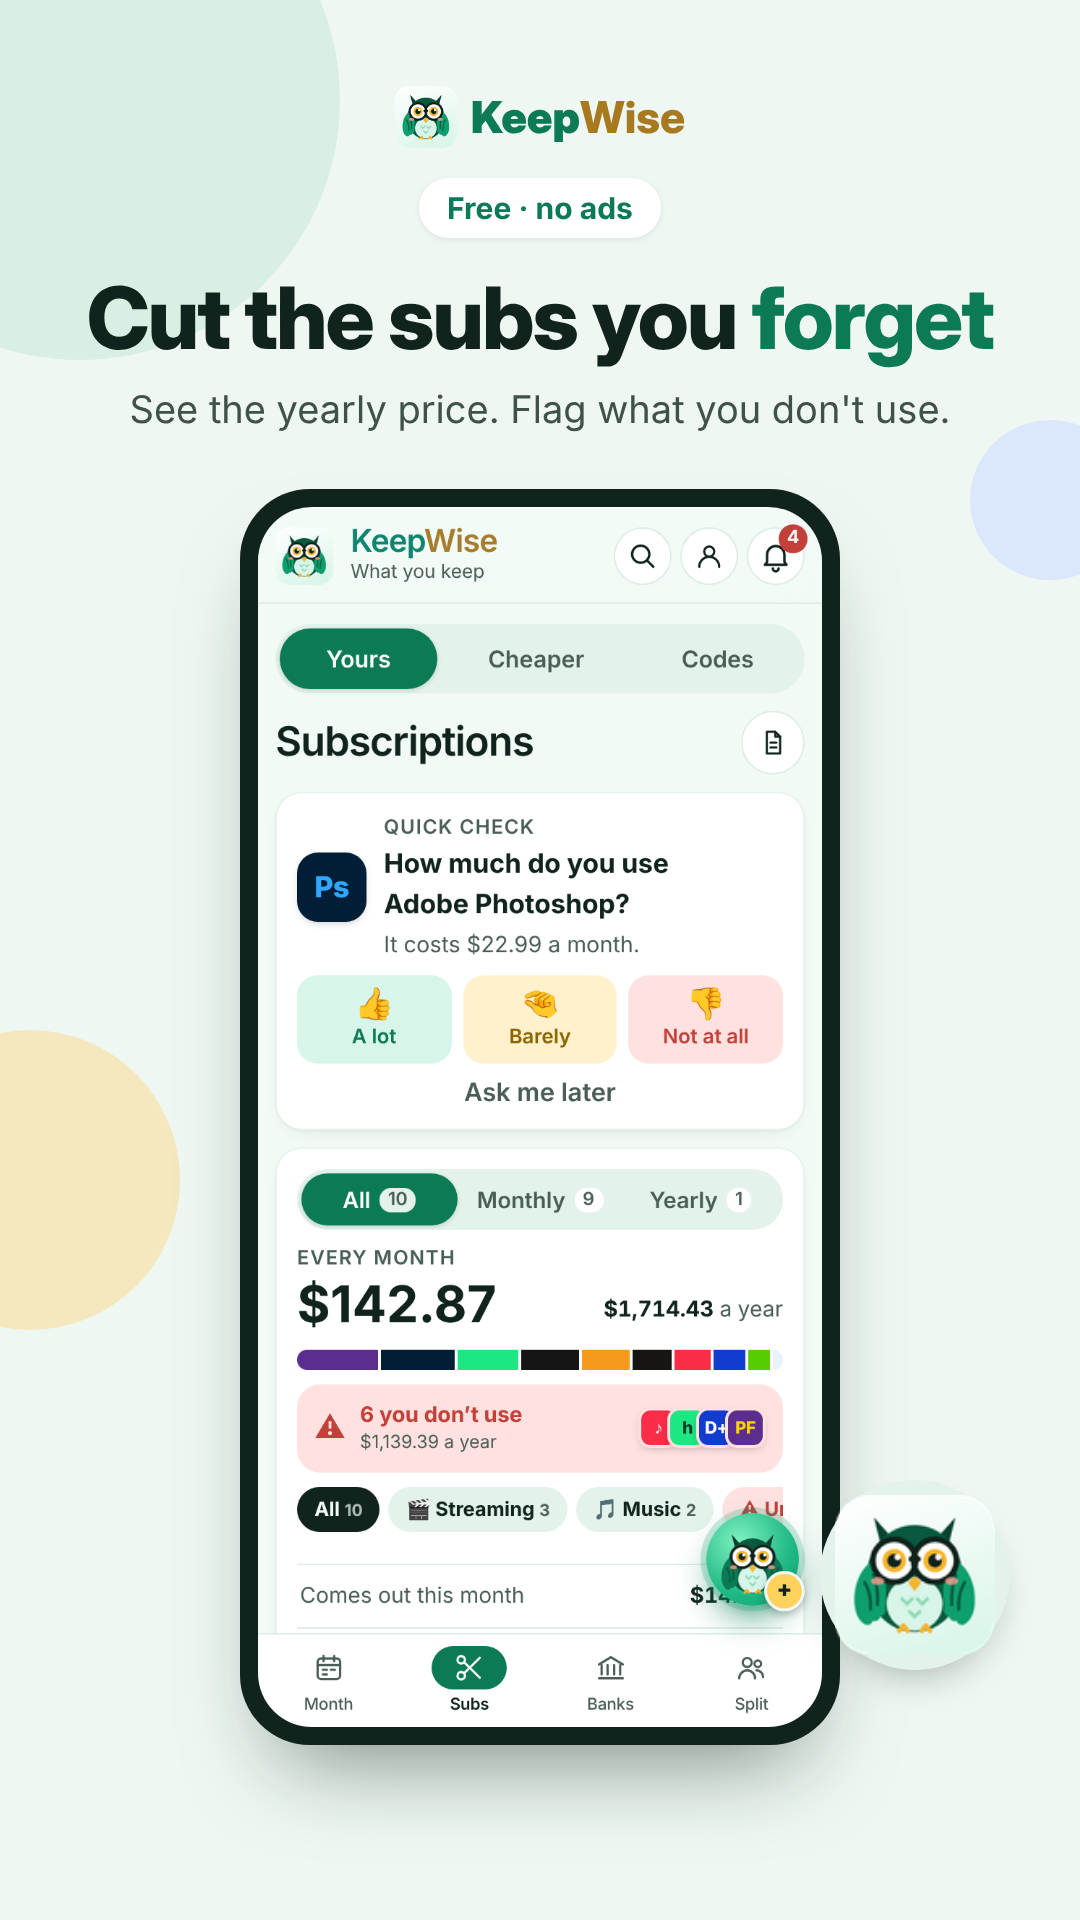 KeepWise
Free · no ads
Cut the subs you forget
See the yearly price. Flag what you don't use.
KeepWise
What you keep
4
Yours
Cheaper
Codes
Subscriptions
QUICK CHECK
Ps
How much do you use
Adobe Photoshop?
It costs $22.99 a month.
A lot
Barely
Not at all
Ask me later
All 10
Monthly 9
Yearly 1
EVERY MONTH
$142.87
$1,714.43 a year
6 you don’t use
$1,139.39 a year
h
D+
PF
All 10
Streaming 3
Music 2
Comes out this month
+
Month
Subs
Banks
Split